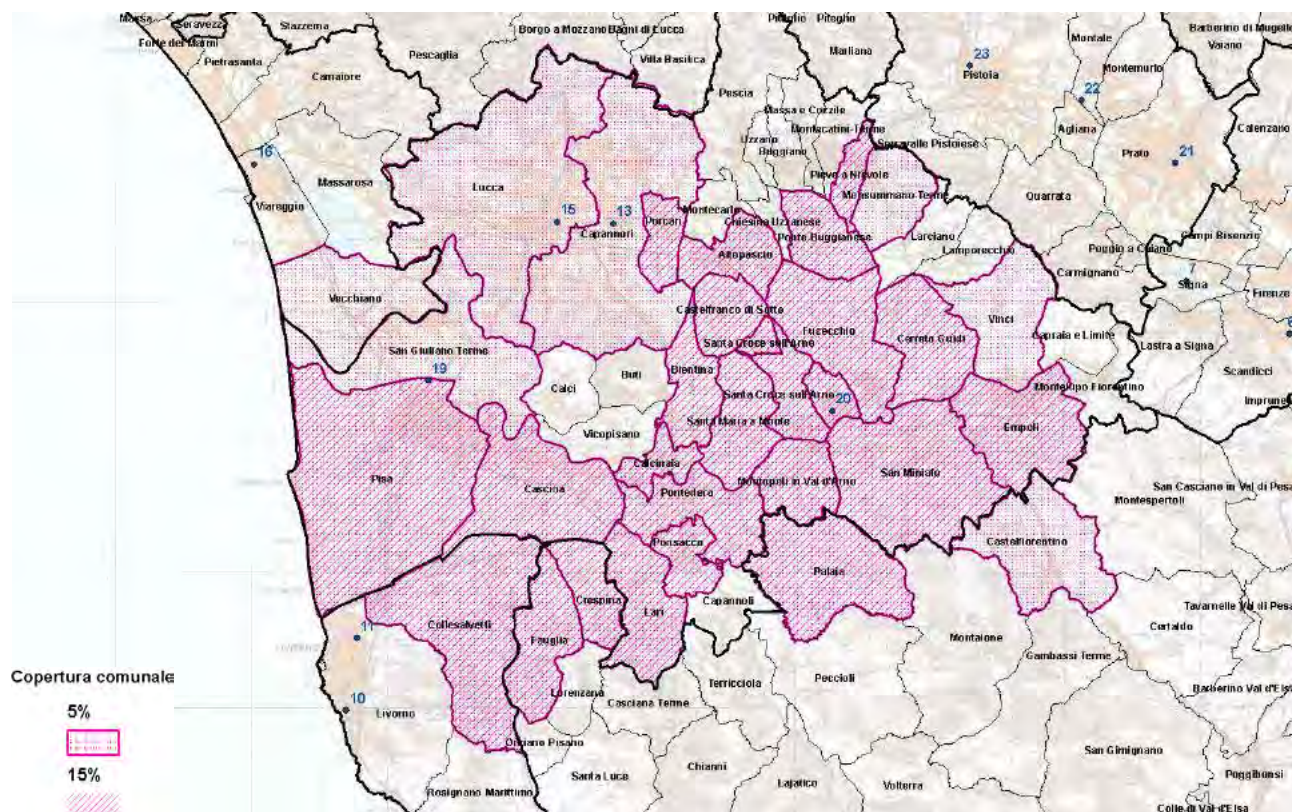 Massa
Seravezza
Stazzema
Borgo a Mozzano
Bagni di Lucca
Piteglio
Piteglio
Montale
Barberino di Mugello
Forte dei Marmi
Vaiano
Pietrasanta
Pescaglia
Villa Basilica
Marliana
23
Pistoia
Montemurlo
Camaiore
Pescia
22
Massa e Cozzile
Agliana
Calenzano
Montecatini-Terme
Serravalle Pistoiese
Uzzano
Buggiano
Prato
21
16
Massarosa
Lucca
Pieve a Nievole
Monsummano Terme
Quarrata
Viareggio
15
13
Capannori
Porcari
Montecarlo
Chiesina Uzzanese
Ponte Buggianese
Larciano
Lamporecchio
Campi Bisenzio
Poggio a Caiano
Altopascio
Carmignano
Signa
Firenze
Vecchiano
Castelfranco di Sotto
Fucecchio
Vinci
Cerreto Guidi
Capraia e Limite
Lastra a Signa
San Giuliano Terme
Santa Croce sull'Arno
19
Calci
Buti
Bientina
Scandicci
Montelupo Fiorentino
Santa Croce sull'Arno
20
Santa Maria a Monte
Empoli
Vicopisano
Calcinaia
San Miniato
Pisa
Cascina
Montopoli in Val d'Arno
San Casciano in Val di Pesa
Pontedera
Montespertoli
Ponsacco
Castelfiorentino
Palaia
Crespina
Capannoli
Lari
Collesalvetti
Tavarnelle Val di Pesa
11
Fauglia
Certaldo
Montaione
Gambassi Terme
Copertura comunale
Peccioli
Terricciola
Barberino Val d'Elsa
Lorenzana
Casciana Terme
5%
10
Livorno
Orciano Pisano
San Gimignano
Chianni
15%
Santa Luce
Lajatico
Volterra
Poggibonsi
Rosignano Marittimo
Colle di Val d'Elsa